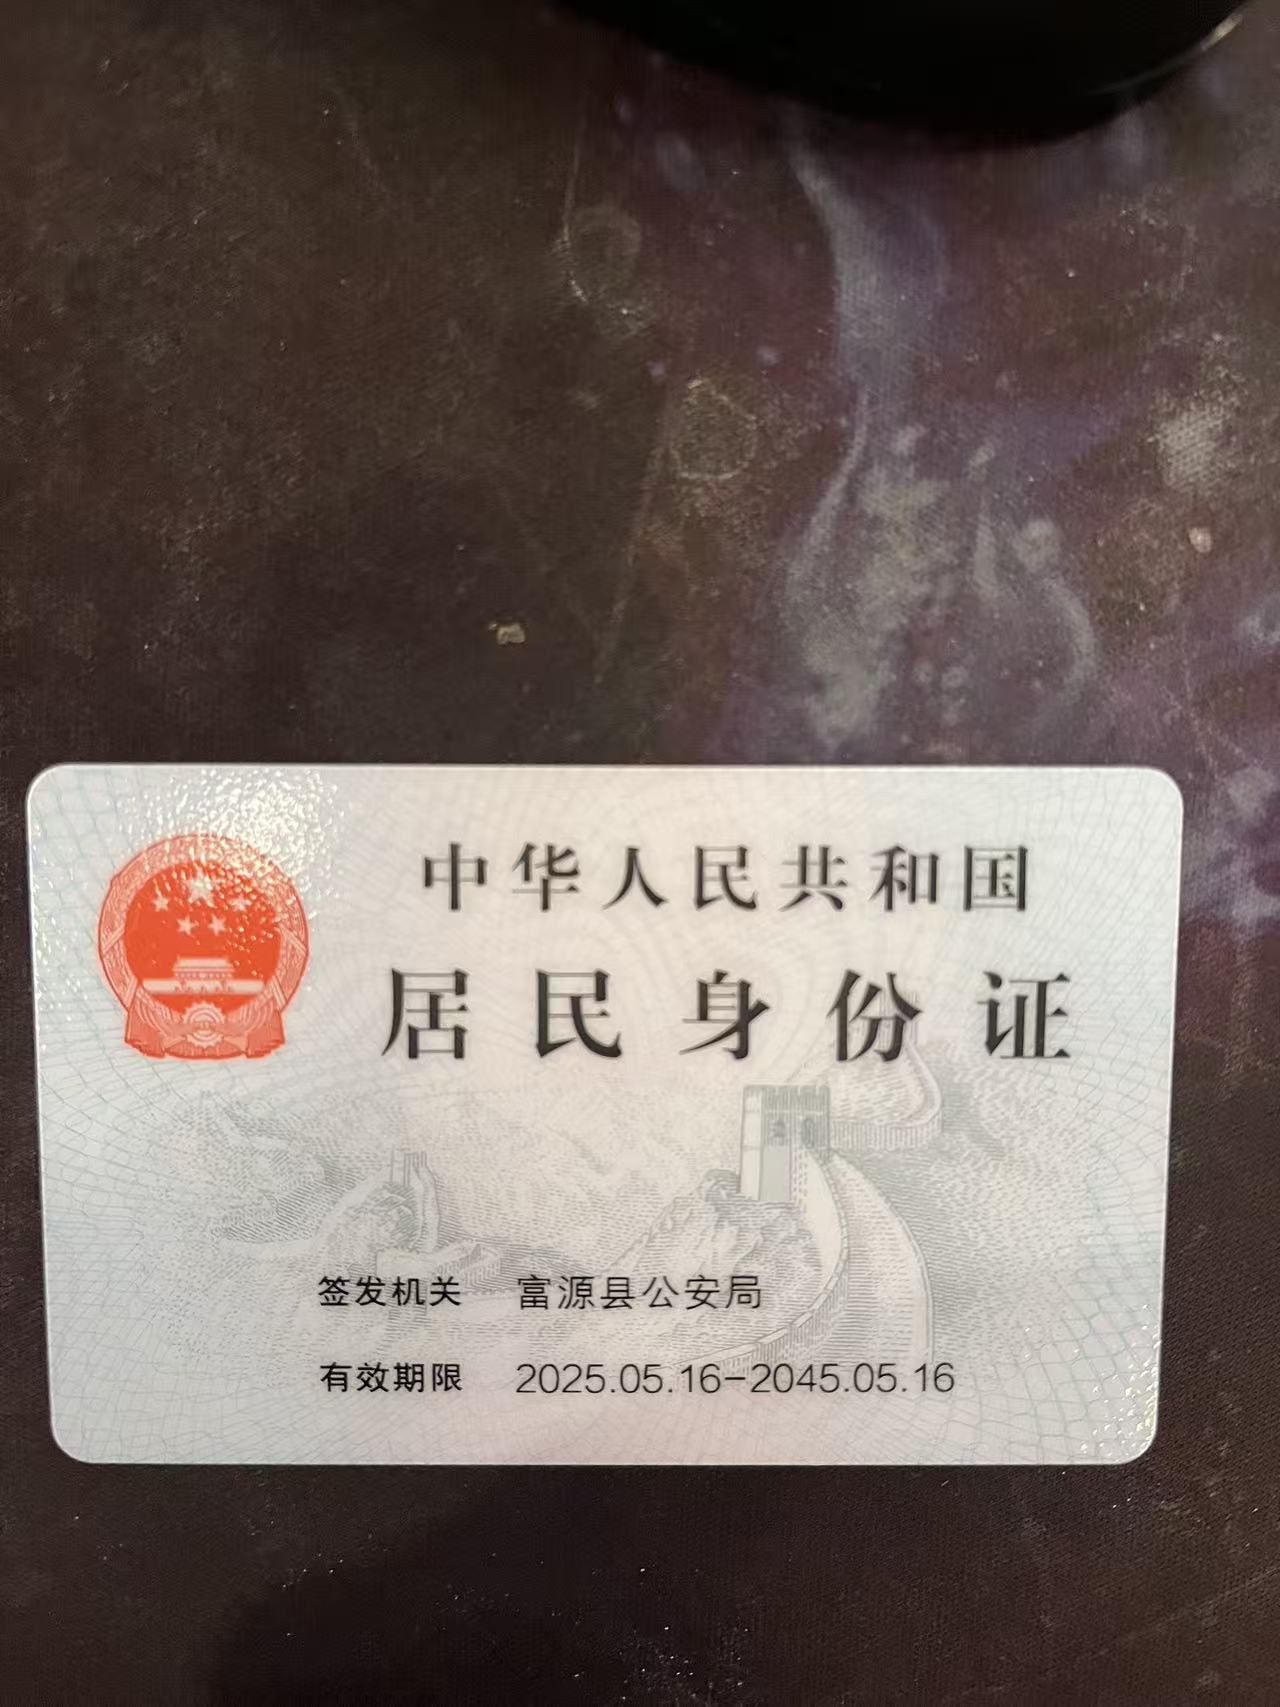 中华人民共和国
居民身份证
签发机关 富源县公安局
有效期限 2025.05.16-2045.05.16